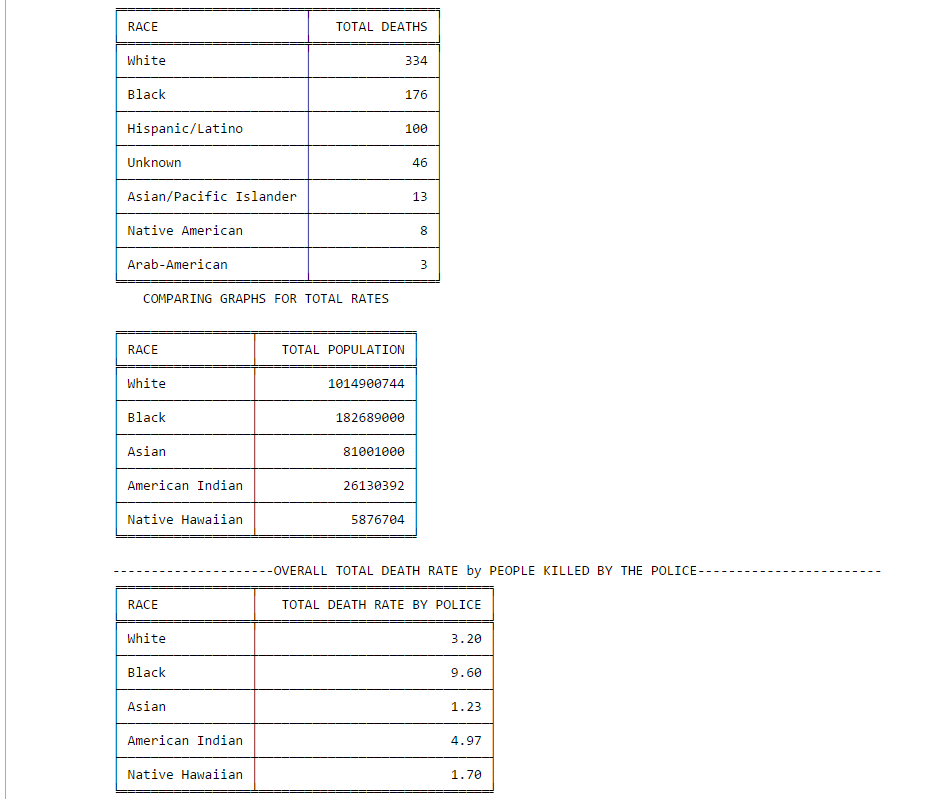 RACE TOTAL DEATHS
White 334
Black 176
Hispanic/Latino 100
Unknown 46
Asian/Pacific Islander 13
Native American 8
Arab-American 3
COMPARING GRAPHS FOR TOTAL RATES
RACE TOTAL POPULATION
White 1014900744
Black 182689000
Asian 81001000
American Indian 26130392
Native Hawaiian 5876704
---------------------OVERALL TOTAL DEATH RATE by PEOPLE KILLED BY THE POLICE------------------------
RACE TOTAL DEATH RATE BY POLICE
White 3.20
Black 9.60
Asian 1.23
American Indian 4.97
Native Hawaiian 1.70